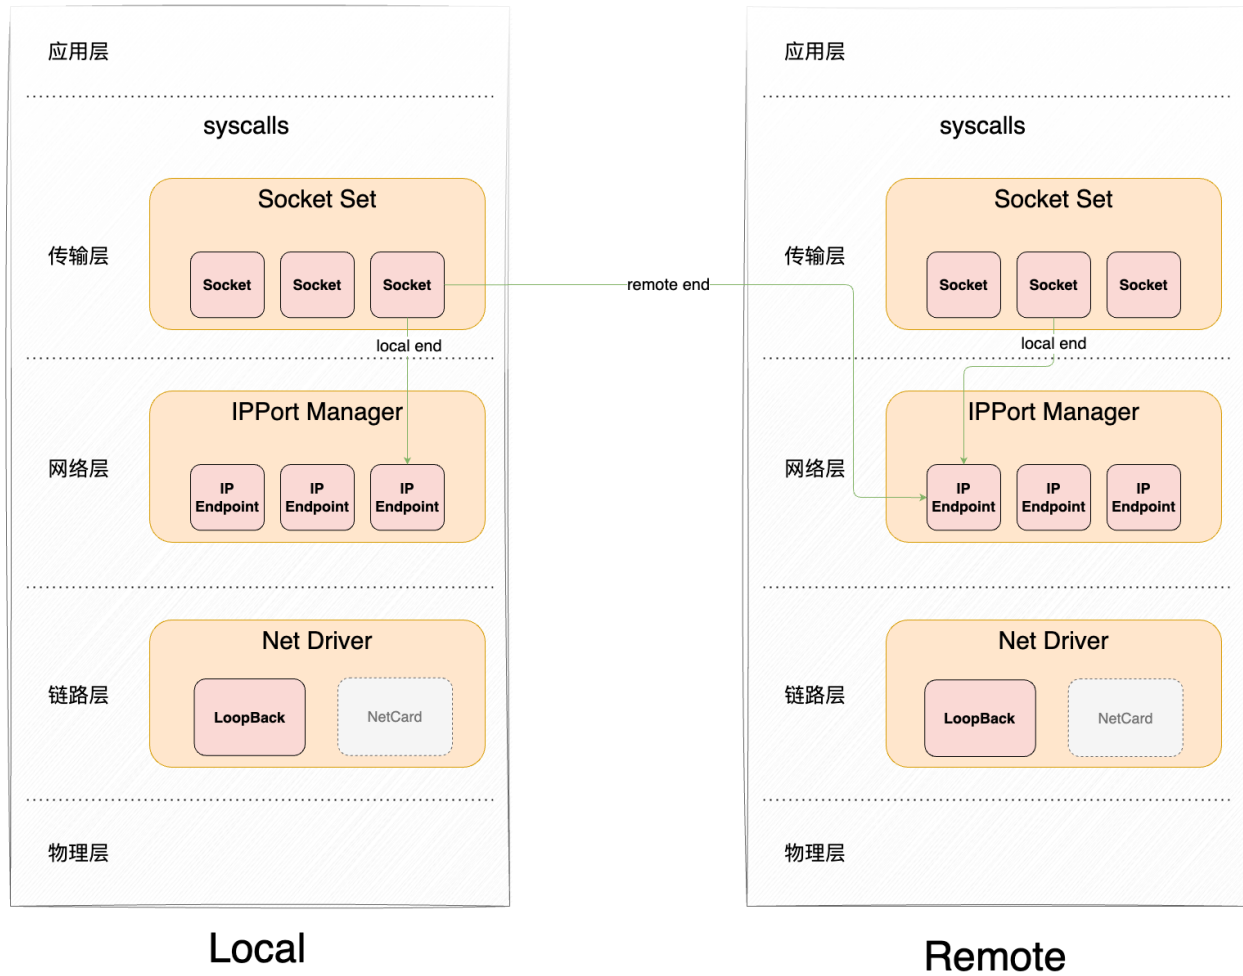 应用层
syscalls
Socket Set
传输层
Socket
Socket
Socket
local end
IPPort Manager
网络层
IP
Endpoint
IP
Endpoint
IP
Endpoint
Net Driver
链路层
LoopBack
NetCard
物理层
Local
remote end
应用层
syscalls
Socket Set
传输层
Socket
Socket
Socket
local end
IPPort Manager
网络层
IP
Endpoint
IP
Endpoint
IP
Endpoint
Net Driver
链路层
LoopBack
NetCard
物理层
Remote